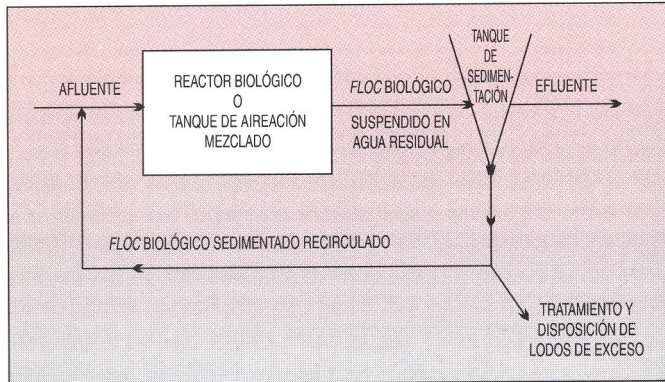 AFLUENTE
REACTOR BIOLÓGICO
O
TANQUE DE AIREACIÓN
MEZCLADO
FLOC BIOLÓGICO
SUSPENDIDO EN
AGUA RESIDUAL
TANQUE
DE
SEDIMEN-
TACIÓN
EFLUENTE
FLOC BIOLÓGICO SEDIMENTADO RECIRCULADO
TRATAMIENTO Y
DISPOSICIÓN DE
LODOS DE EXCESO